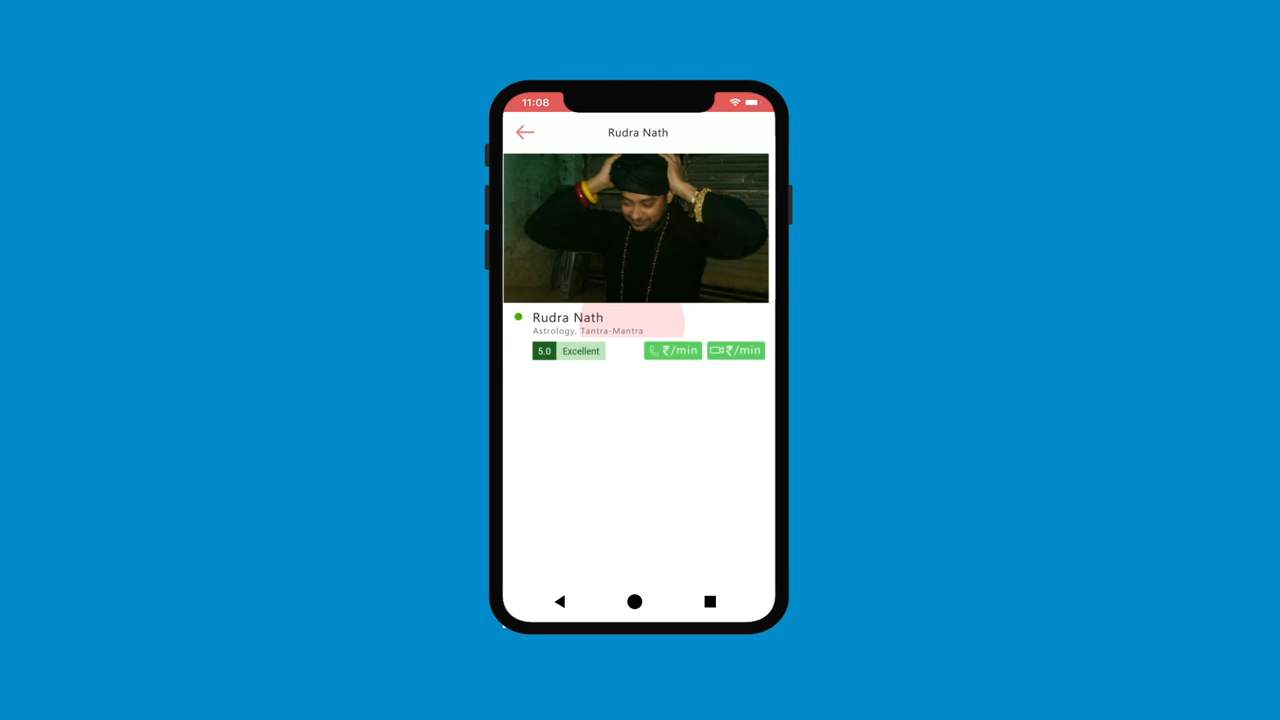 11:08
Rudra Nath
Rudra Nath
Astrology, Tantra-Mantra
5.0 Excellent ₹/min ₹/min